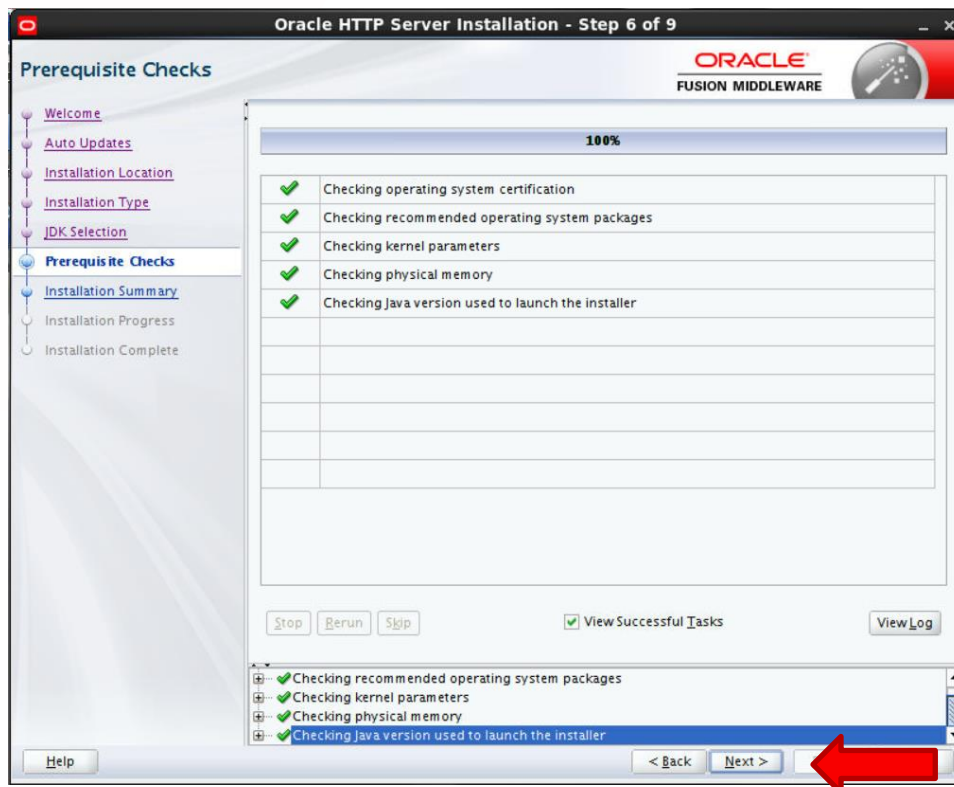 Oracle HTTP Server Installation - Step 6 of 9
Prerequisite Checks
ORACLE
FUSION MIDDLEWARE
Welcome
Auto Updates
Installation Location
Installation Type
JDK Selection
Prerequisite Checks
Installation Summary
Installation Progress
Installation Complete
100%
Checking operating system certification
Checking recommended operating system packages
Checking kernel parameters
Checking physical memory
Checking Java version used to launch the installer
Stop Rerun Skip View Successful Tasks View Log
Checking recommended operating system packages
Checking kernel parameters
Checking physical memory
Checking Java version used to launch the installer
Help < Back Next >